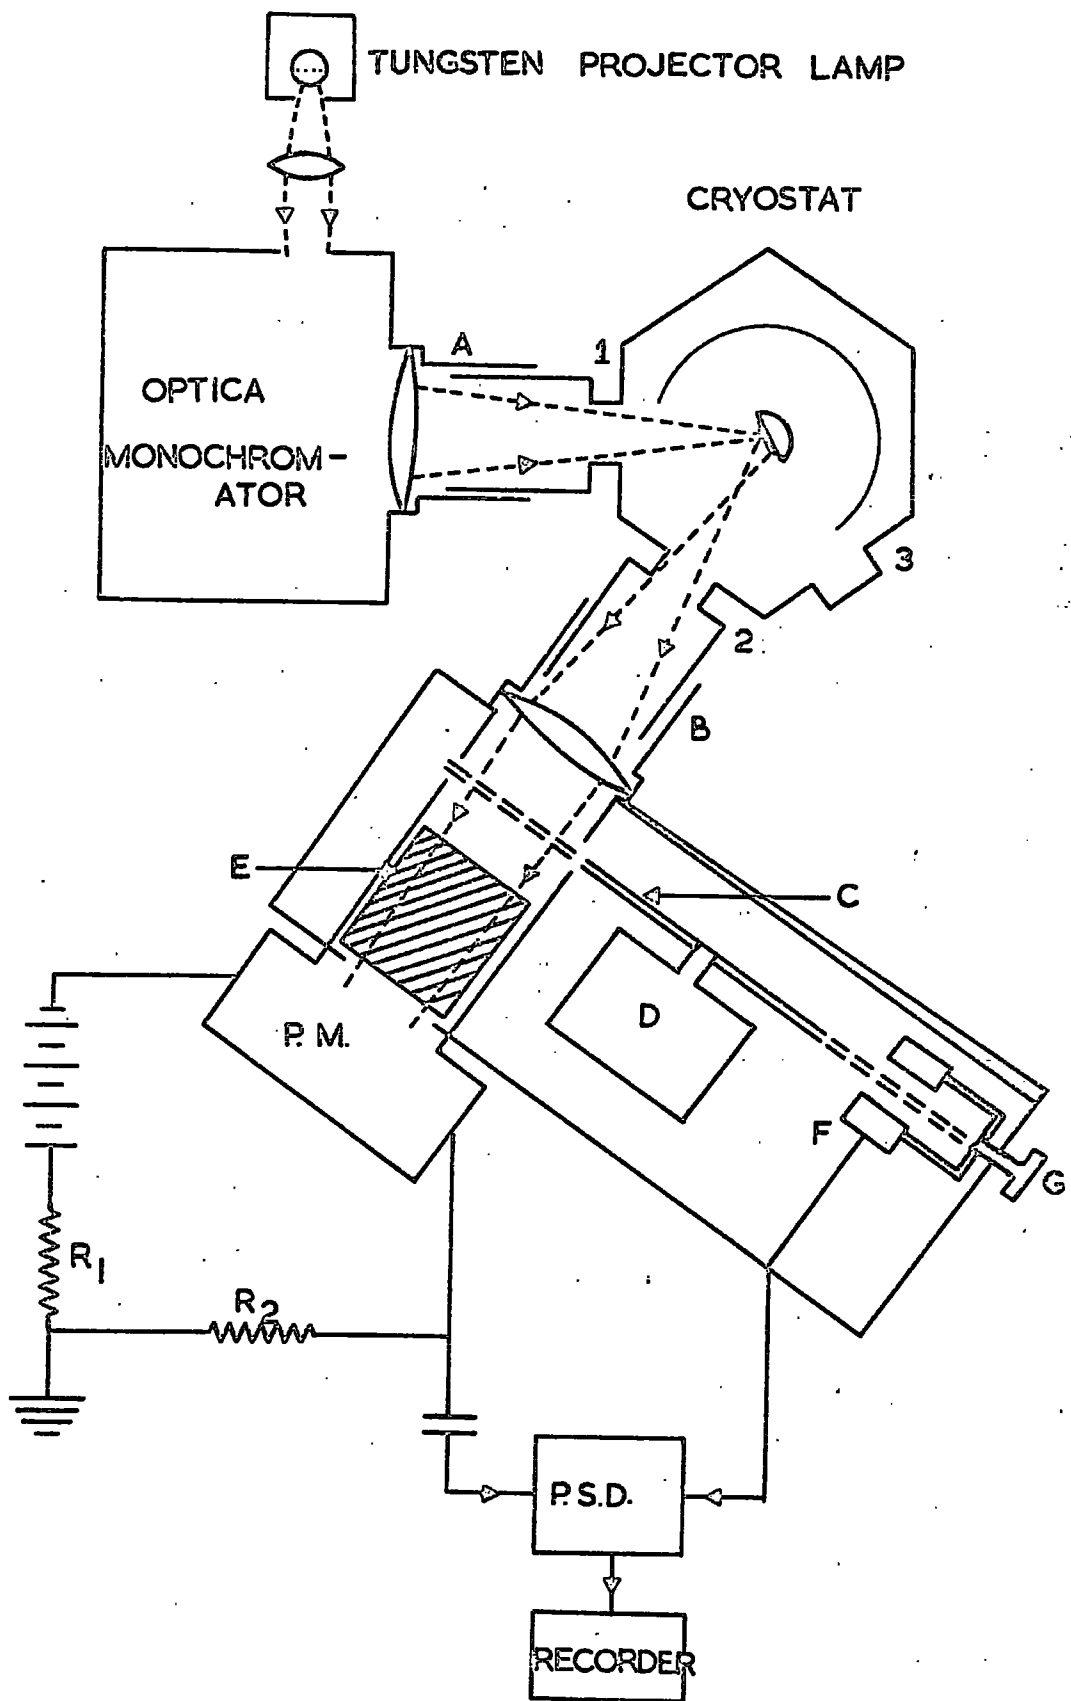 TUNGSTEN PROJECTOR LAMP
CRYOSTAT
A
1
OPTICA
MONOCHROM-
ATOR
3
2
B
E
C
D
P.M.
F
G
R1
R2
P.S.D.
RECORDER